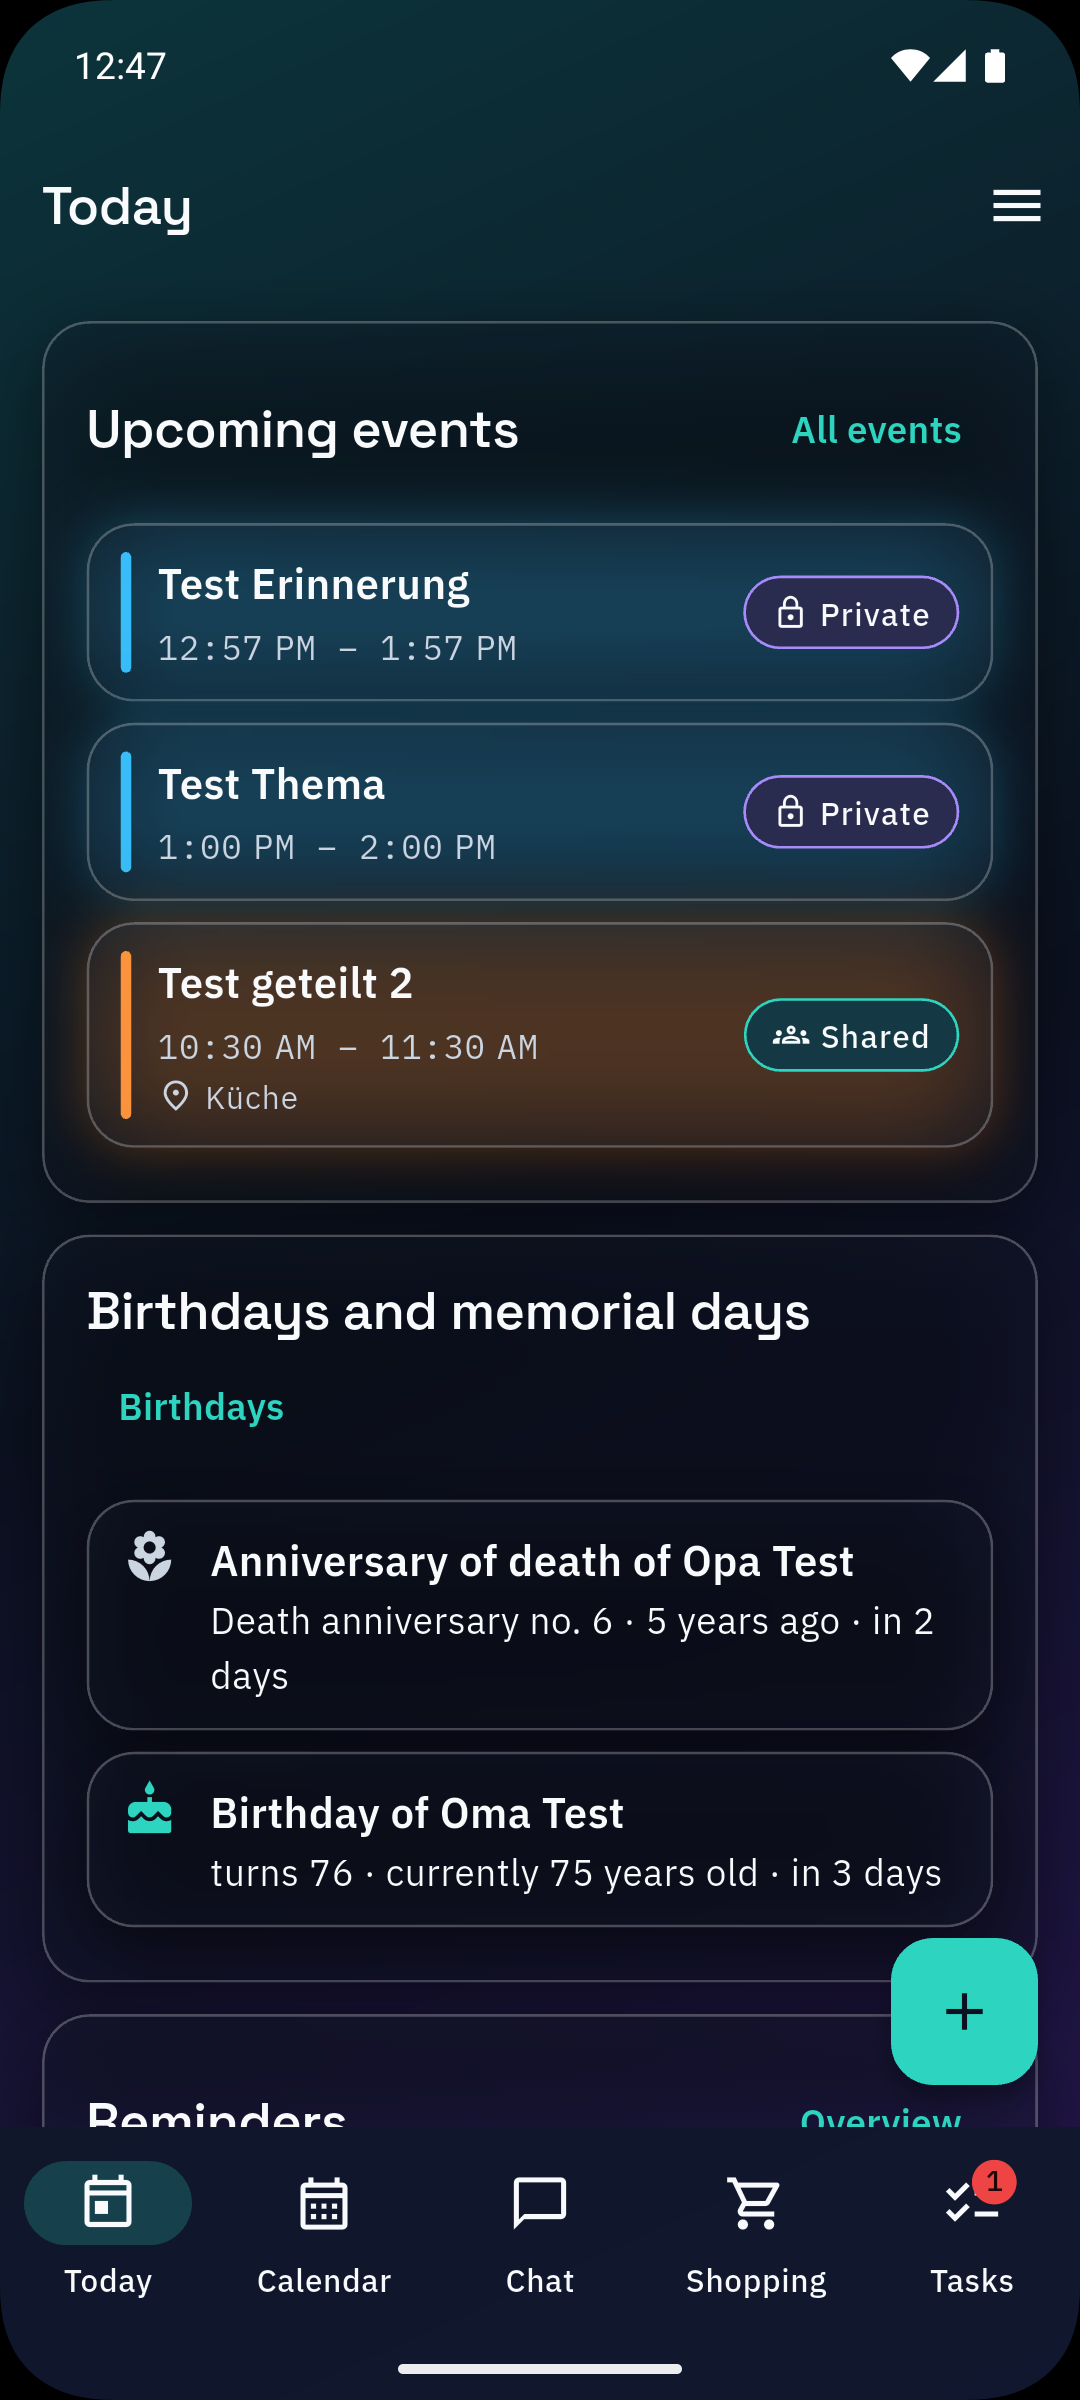 12:47
Today
Upcoming events
All events
Test Erinnerung
12:57 PM – 1:57 PM
Private
Test Thema
1:00 PM – 2:00 PM
Private
Test geteilt 2
10:30 AM – 11:30 AM
Küche
Shared
Birthdays and memorial days
Birthdays
Anniversary of death of Opa Test
Death anniversary no. 6 · 5 years ago · in 2
days
Birthday of Oma Test
turns 76 · currently 75 years old · in 3 days
Reminders
Overview
1
Today
Calendar
Chat
Shopping
Tasks